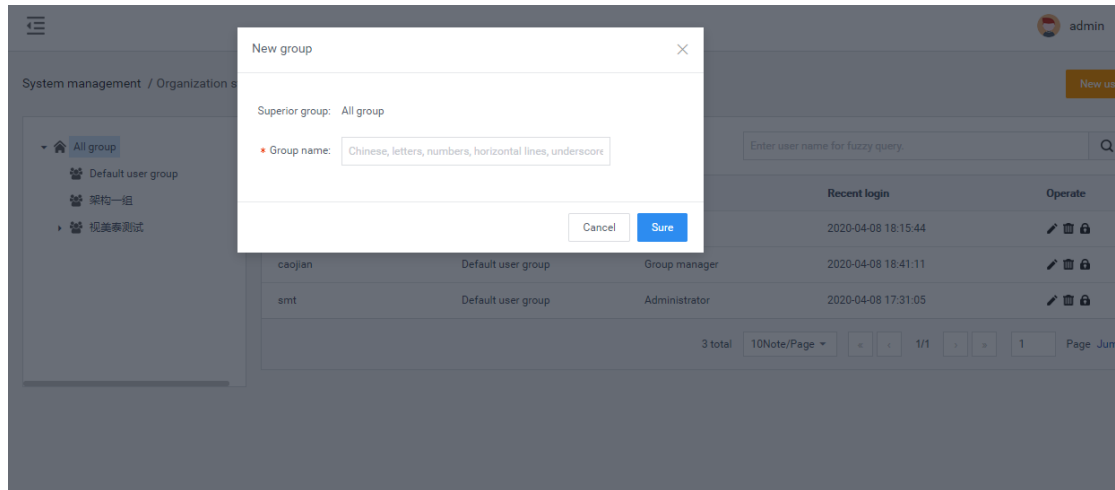 admin
New group
System management / Organization s
New us
Superior group: All group
* Group name: Chinese, letters, numbers, horizontal lines, underscore
Cancel
Sure
All group
Default user group
架构一组
视美泰测试
Enter user name for fuzzy query.
Recent login
Operate
2020-04-08 18:15:44
caojian
Default user group
Group manager
2020-04-08 18:41:11
smt
Default user group
Administrator
2020-04-08 17:31:05
3 total
10Note/Page
« ‹ 1/1 › »
1
Page Jum